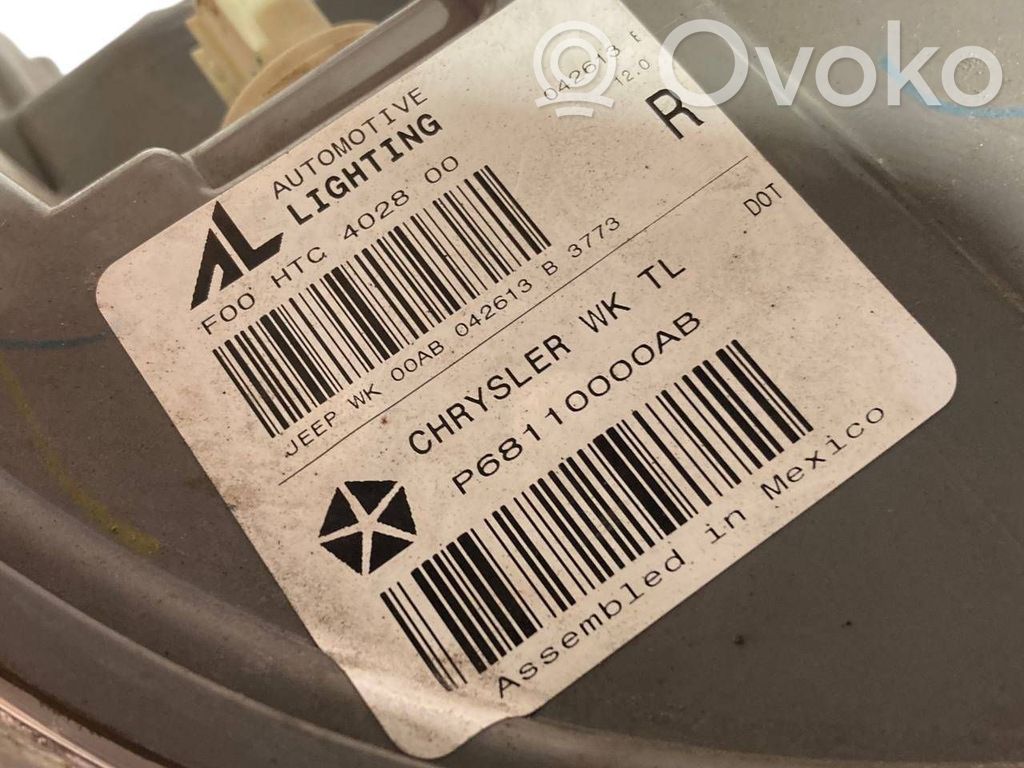 Ovoko
AUTOMOTIVE
LIGHTING
042613
12.0
R
F00 HTC 4028 00
JEEP WK 00AB 042613 B 3773
DOT
CHRYSLER WK TL
P68110000AB
Assembled in Mexico